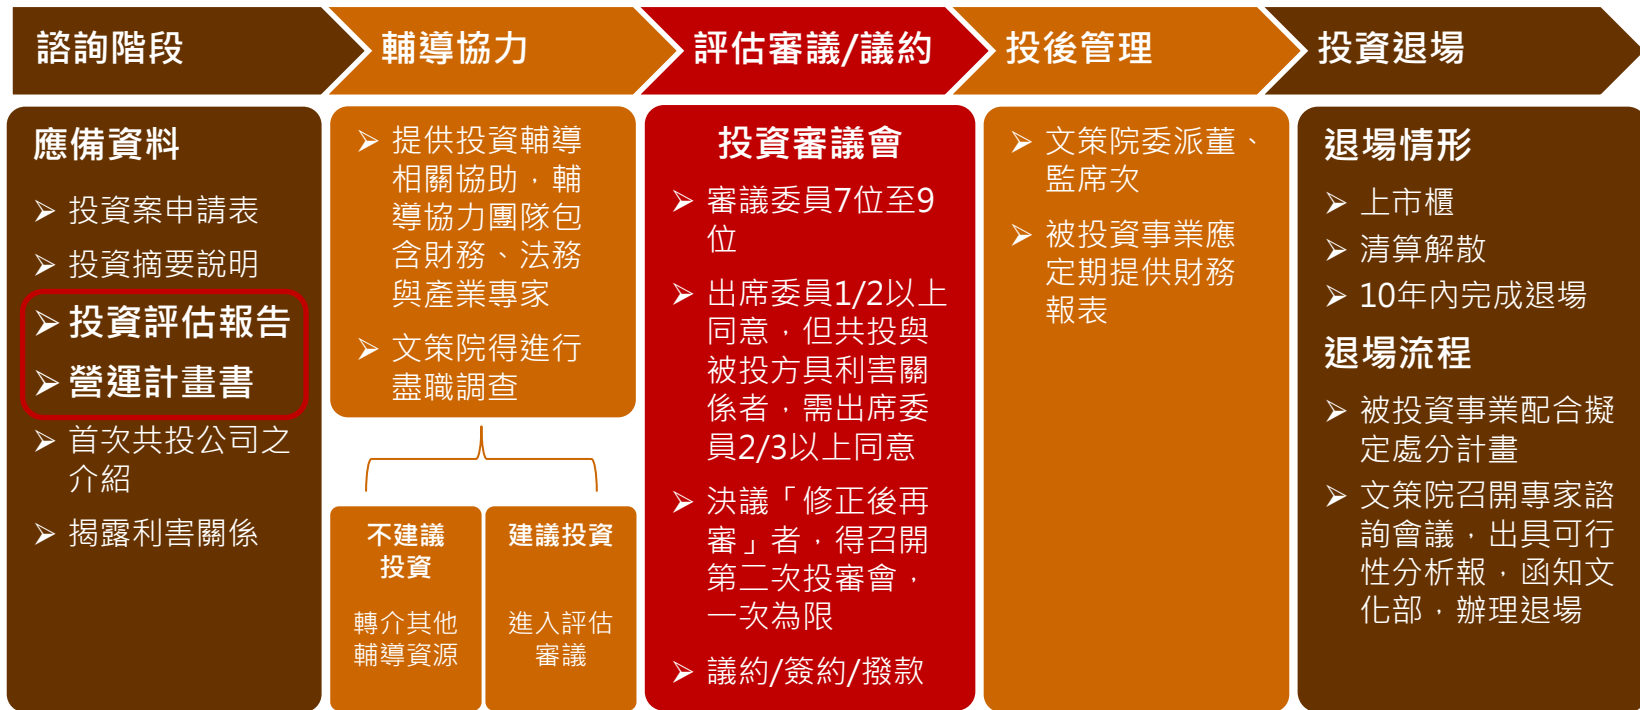 諮詢階段
輔導協力
評估審議/議約
投後管理
投資退場
應備資料
➢ 投資案申請表
➢ 投資摘要說明
➢ 投資評估報告
➢ 營運計畫書
➢ 首次共投公司之
介紹
➢ 揭露利害關係
➢ 提供投資輔導
相關協助，輔
導協力團隊包
含財務、法務
與產業專家
➢ 文策院得進行
盡職調查
不建議
投資
轉介其他
輔導資源
建議投資
進入評估
審議
投資審議會
➢ 審議委員7位至9
位
➢ 出席委員1/2以上
同意，但共投與
被投方具利害關
係者，需出席委
員2/3以上同意
➢ 決議「修正後再
審」者，得召開
第二次投審會，
一次為限
➢ 議約/簽約/撥款
➢ 文策院委派董、
監席次
➢ 被投資事業應
定期提供財務
報表
退場情形
➢ 上市櫃
➢ 清算解散
➢ 10年內完成退場
退場流程
➢ 被投資事業配合擬
定處分計畫
➢ 文策院召開專家諮
詢會議，出具可行
性分析報，函知文
化部，辦理退場